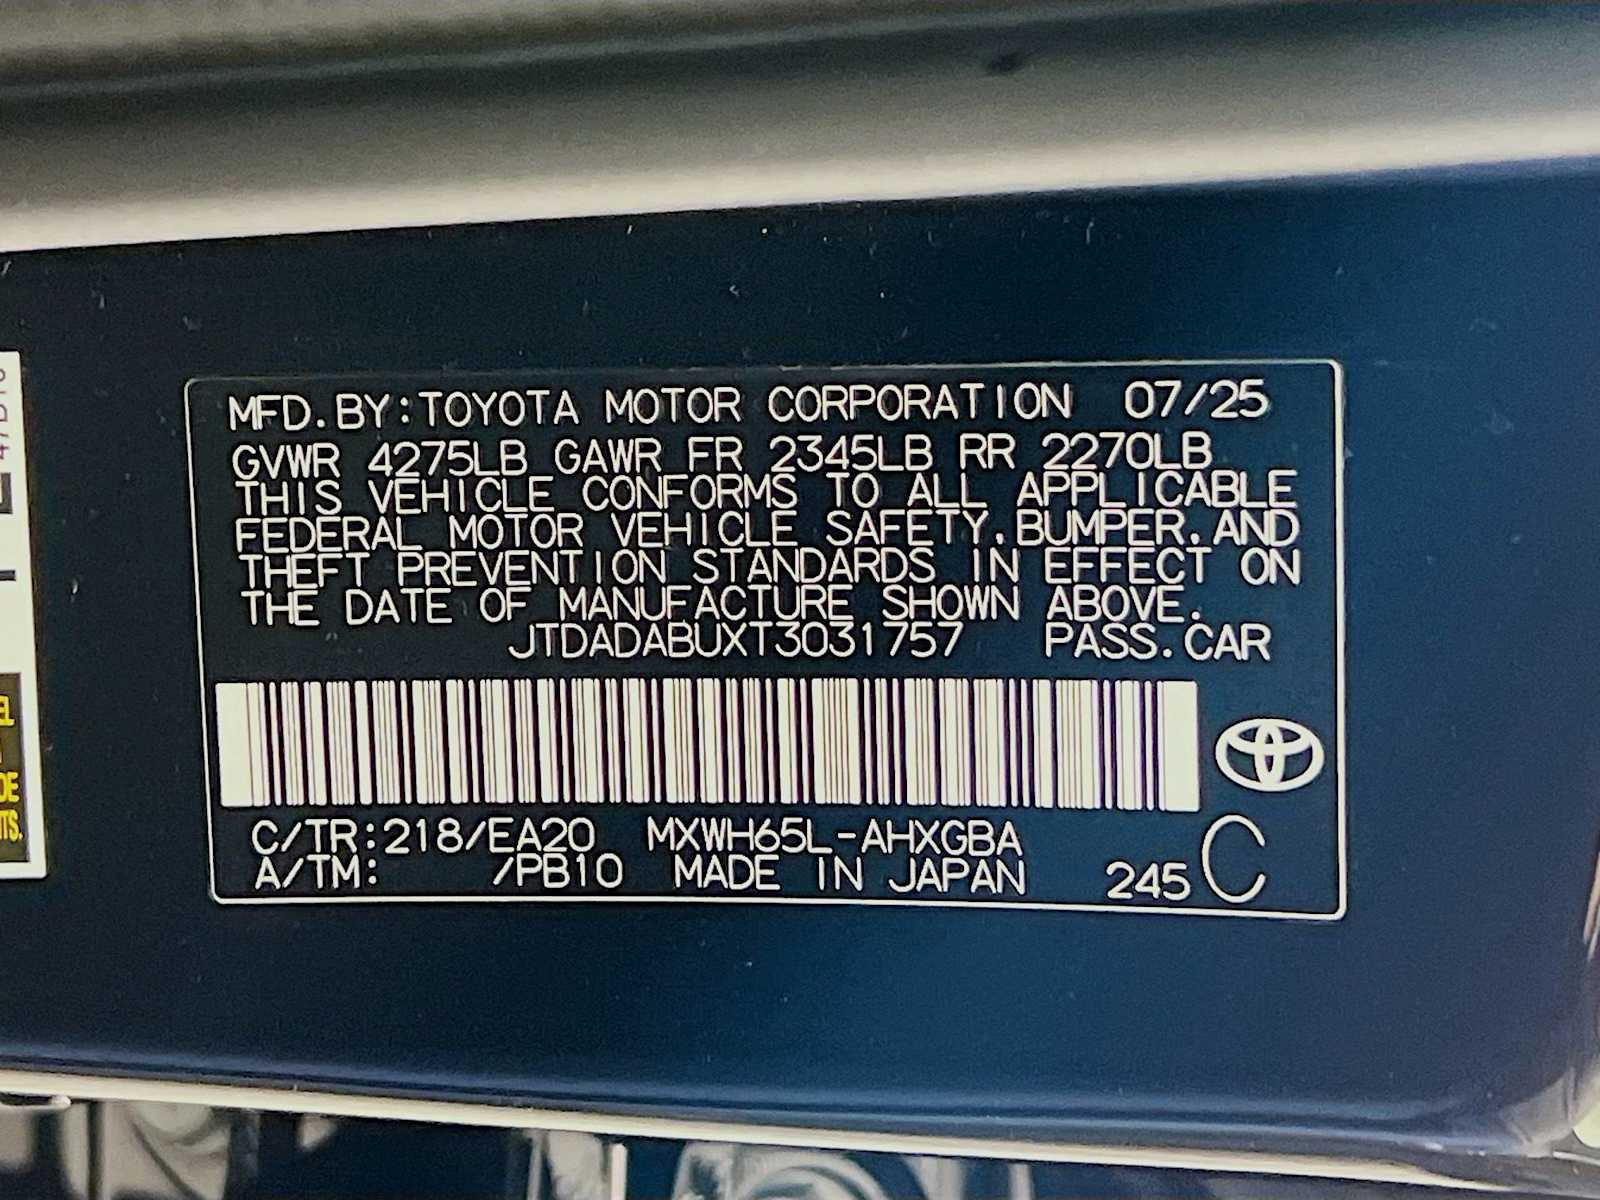 MFD.BY:TOYOTA MOTOR CORPORATION 07/25
GVWR 4275LB GAWR FR 2345LB RR 2270LB
THIS VEHICLE CONFORMS TO ALL APPLICABLE
FEDERAL MOTOR VEHICLE SAFETY,BUMPER,AND
THEFT PREVENTION STANDARDS IN EFFECT ON
THE DATE OF MANUFACTURE SHOWN ABOVE.
JTDADABUXT3031757 PASS.CAR
C/TR:218/EA20 MXWH65L-AHXGBA
A/TM: /PB10 MADE IN JAPAN 245 C